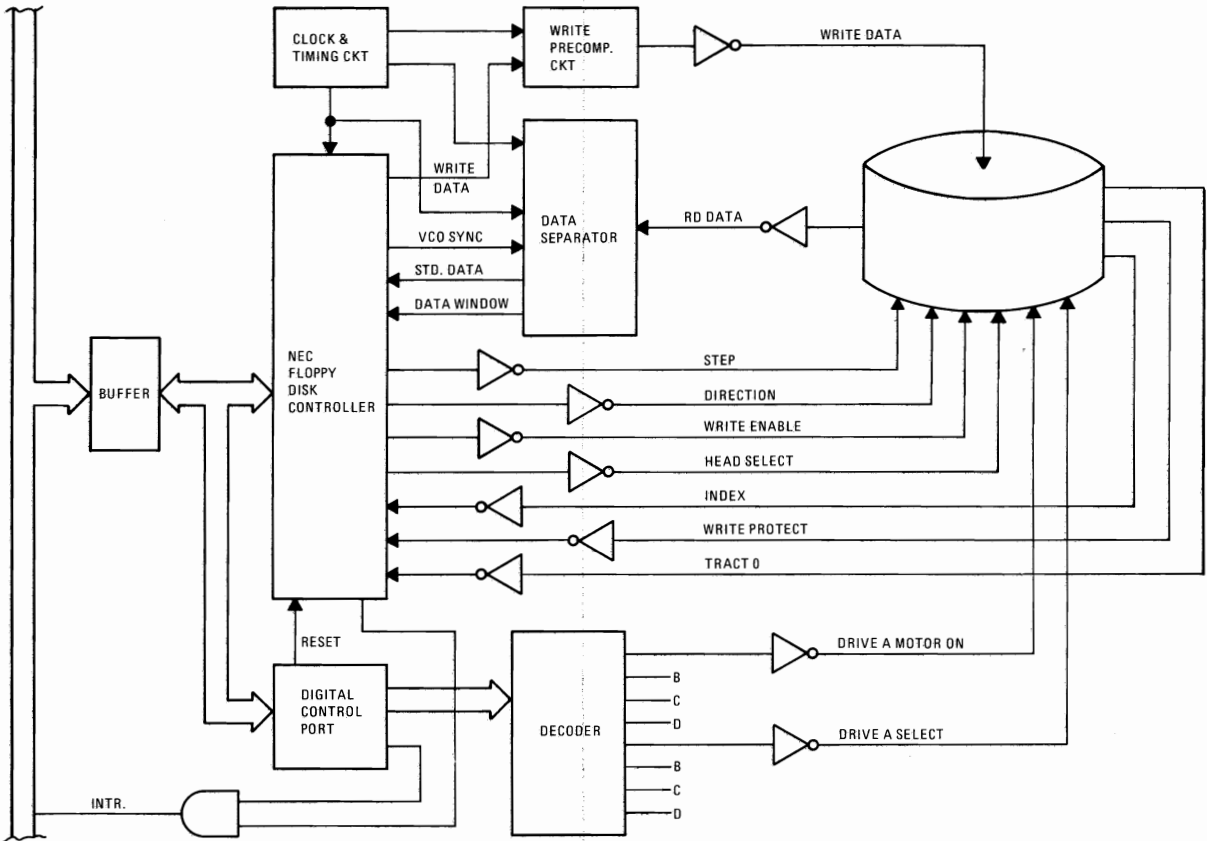 CLOCK &
TIMING CKT
WRITE
PRECOMP.
CKT
WRITE DATA
WRITE
DATA
DATA
SEPARATOR
RD DATA
VCO SYNC
STD. DATA
DATA WINDOW
BUFFER
NEC
FLOPPY
DISK
CONTROLLER
STEP
DIRECTION
WRITE ENABLE
HEAD SELECT
INDEX
WRITE PROTECT
TRACT 0
RESET
DIGITAL
CONTROL
PORT
DECODER
DRIVE A MOTOR ON
B
C
D
DRIVE A SELECT
B
C
D
INTR.